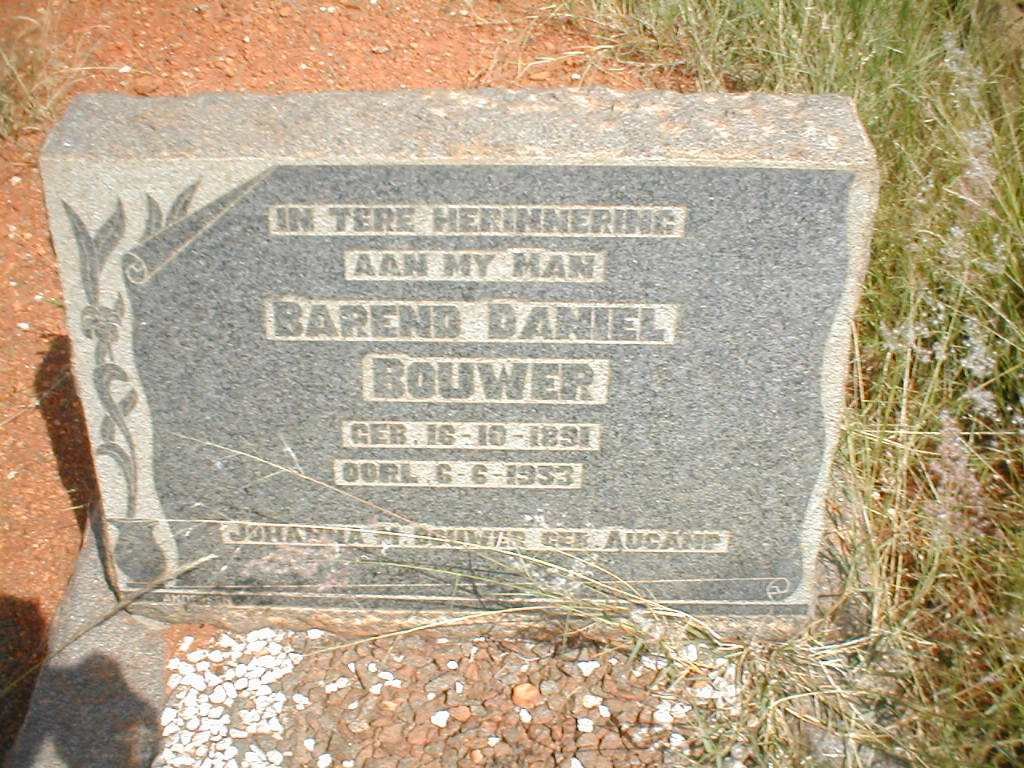 IN TERE HERINNERING
AAN MY MAN
BAREND DANIEL
BOUWER
GEB. 16-10-1891
OORL 6-6-1953
JOHANNA M. BOUWER GEB. AUCAMP